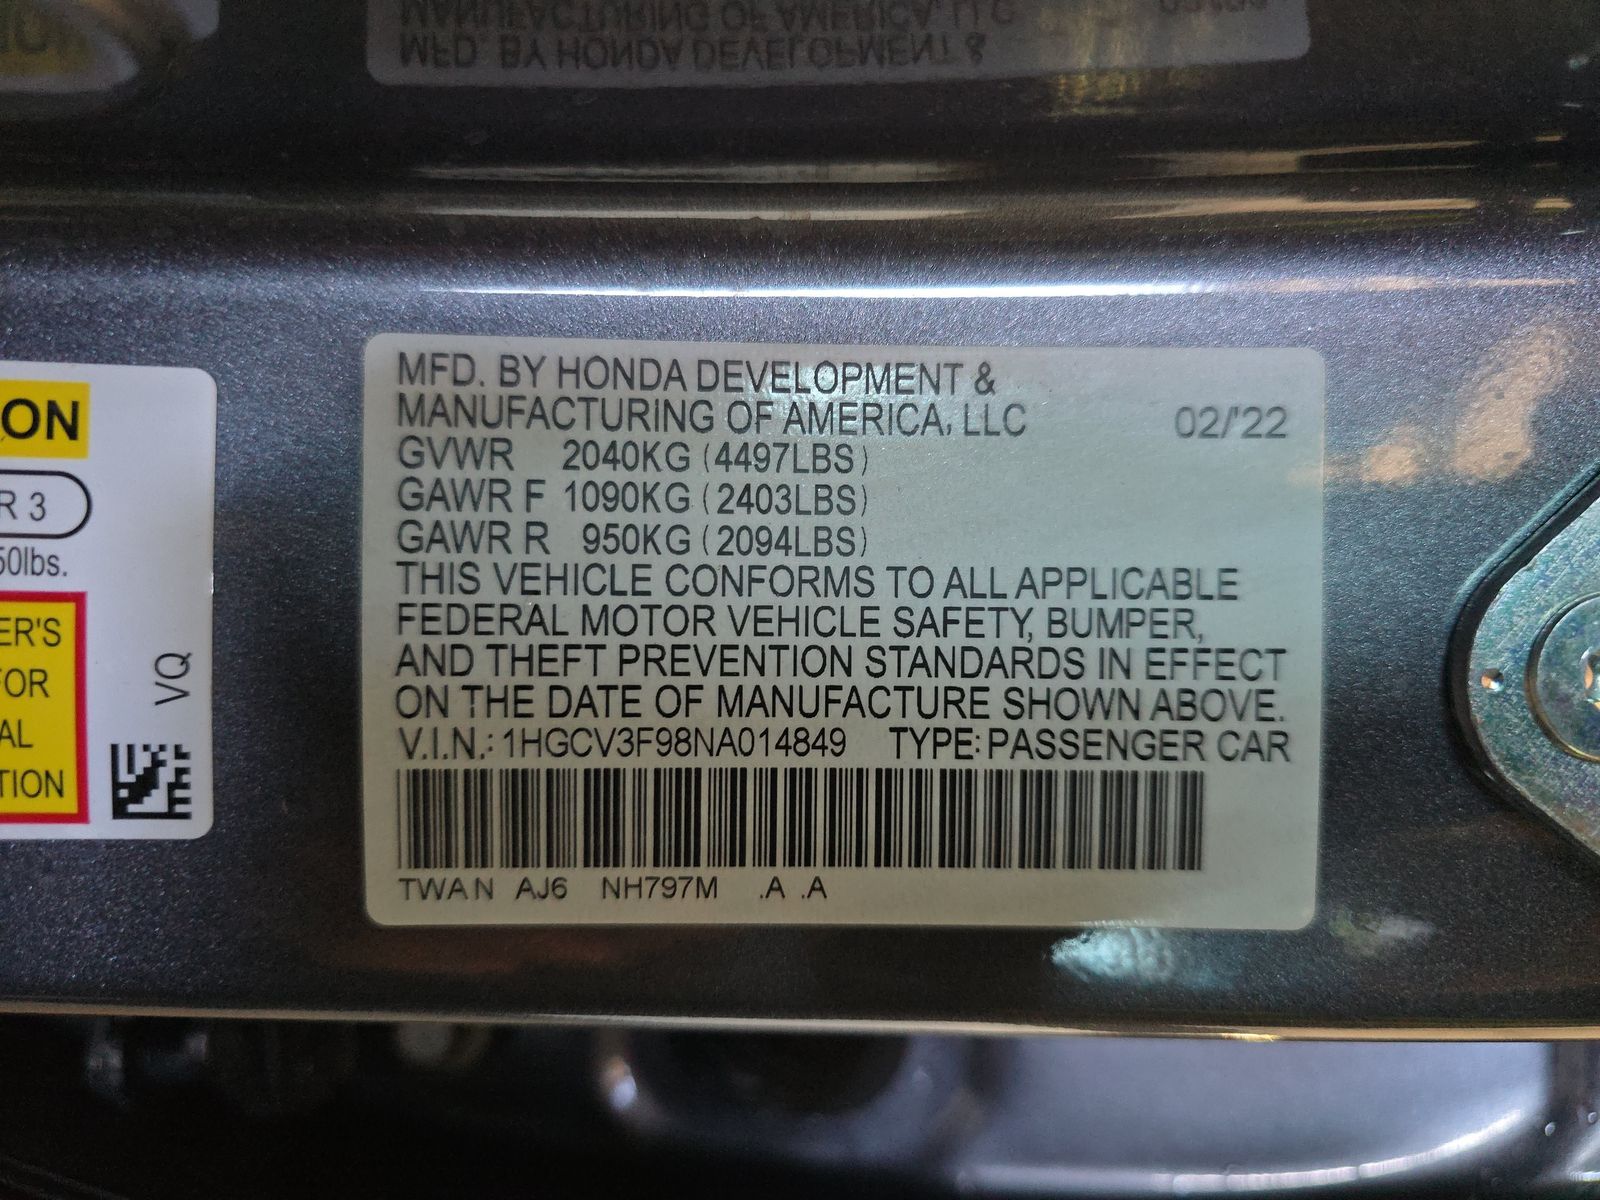 MANUFACTURING OF AMERICA, LLC
MFD. BY HONDA DEVELOPMENT &
MFD. BY HONDA DEVELOPMENT &
MANUFACTURING OF AMERICA, LLC 02/'22
GVWR 2040KG (4497LBS)
GAWR F 1090KG (2403LBS)
GAWR R 950KG (2094LBS)
THIS VEHICLE CONFORMS TO ALL APPLICABLE
FEDERAL MOTOR VEHICLE SAFETY, BUMPER,
AND THEFT PREVENTION STANDARDS IN EFFECT
ON THE DATE OF MANUFACTURE SHOWN ABOVE.
V.I.N.: 1HGCV3F98NA014849 TYPE: PASSENGER CAR
TWAN AJ6 NH797M .A .A
ON
R 3
50lbs.
ER'S
FOR
AL
TION
VQ